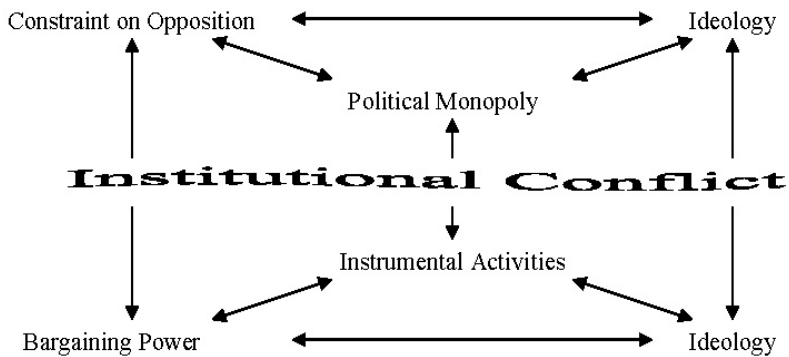 Constraint on Opposition Ideology
Political Monopoly
Institutional Conflict
Instrumental Activities
Bargaining Power Ideology